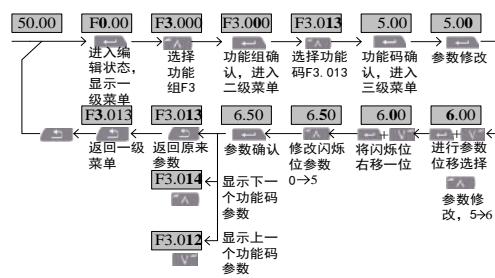 50.00
F0.00
F3.000
F3.000
F3.013
5.00
5.00
进入编
辑状态，
显示一
级菜单
选择
功能
组F3
功能组确
认，进入
二级菜单
选择功能
码F3.013
功能码确
认，进入
三级菜单
参数修改
F3.013
F3.013
6.50
6.50
6.00
6.00
返回一级
菜单
返回原来
参数
参数确认
修改闪烁
位参数
0→5
+ V
将闪烁位
右移一位
+ V
进行参数
位移选择
参数修
改，5→6
F3.014
显示下一
个功能码
参数
F3.012
V
显示上一
个功能码
参数